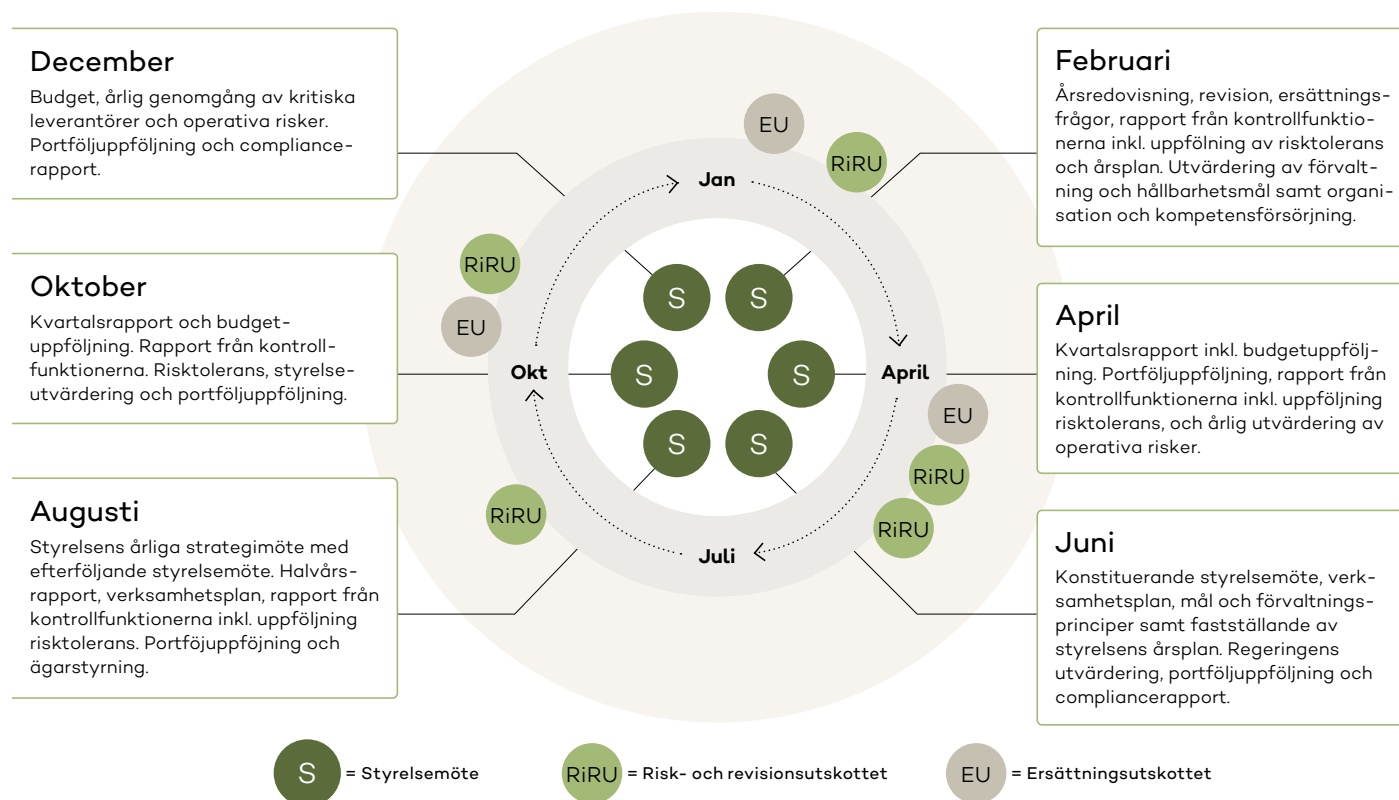 December
Budget, årlig genomgång av kritiska
leverantörer och operativa risker.
Portföljuppföljning och compliance-
rapport.
Oktober
Kvartalsrapport och budget-
uppföljning. Rapport från kontroll-
funktionerna. Risktolerans, styrelse-
utvärdering och portföljuppföljning.
Augusti
Styrelsens årliga strategimöte med
efterföljande styrelsemöte. Halvårs-
rapport, verksamhetsplan, rapport från
kontrollfunktionerna inkl. uppföljning
risktolerans. Portföjuppföjning och
ägarstyrning.
EU
RiRU
Jan
RiRU
EU
Okt
S
S
S
S
S
S
April
EU
RiRU
RiRU
RiRU
Juli
Februari
Årsredovisning, revision, ersättnings-
frågor, rapport från kontrollfunktio-
nerna inkl. uppfölning av risktolerans
och årsplan. Utvärdering av förvalt-
ning och hållbarhetsmål samt organi-
sation och kompetensförsörjning.
April
Kvartalsrapport inkl. budgetuppfölj-
ning. Portföljuppföljning, rapport från
kontrollfunktionerna inkl. uppföljning
risktolerans, och årlig utvärdering av
operativa risker.
Juni
Konstituerande styrelsemöte, verk-
samhetsplan, mål och förvaltnings-
principer samt fastställande av
styrelsens årsplan. Regeringens
utvärdering, portföljuppföljning och
compliancerapport.
S = Styrelsemöte
RiRU = Risk- och revisionsutskottet
EU = Ersättningsutskottet